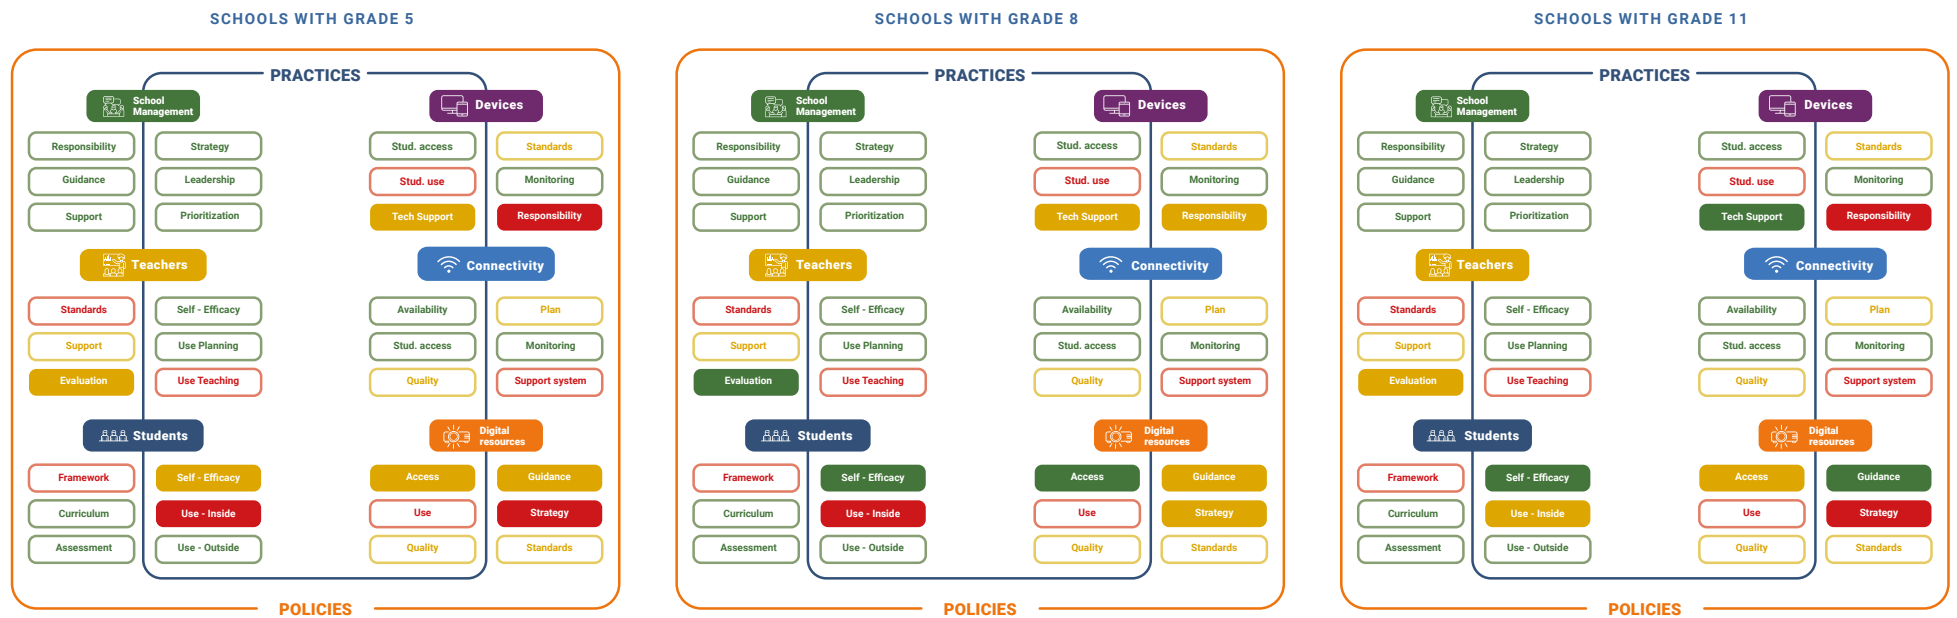 SCHOOLS WITH GRADE 5
PRACTICES
School
Management
Responsibility
Strategy
Guidance
Leadership
Support
Prioritization
Devices
Stud. access
Standards
Stud. use
Monitoring
Tech Support
Responsibility
Teachers
Standards
Self - Efficacy
Support
Use Planning
Evaluation
Use Teaching
Connectivity
Availability
Plan
Stud. access
Monitoring
Quality
Support system
Students
Framework
Self - Efficacy
Curriculum
Use - Inside
Assessment
Use - Outside
Digital
resources
Access
Guidance
Use
Strategy
Quality
Standards
POLICIES
SCHOOLS WITH GRADE 8
PRACTICES
School
Management
Responsibility
Strategy
Guidance
Leadership
Support
Prioritization
Devices
Stud. access
Standards
Stud. use
Monitoring
Tech Support
Responsibility
Teachers
Standards
Self - Efficacy
Support
Use Planning
Evaluation
Use Teaching
Connectivity
Availability
Plan
Stud. access
Monitoring
Quality
Support system
Students
Framework
Self - Efficacy
Curriculum
Use - Inside
Assessment
Use - Outside
Digital
resources
Access
Guidance
Use
Strategy
Quality
Standards
POLICIES
SCHOOLS WITH GRADE 11
PRACTICES
School
Management
Responsibility
Strategy
Guidance
Leadership
Support
Prioritization
Devices
Stud. access
Standards
Stud. use
Monitoring
Tech Support
Responsibility
Teachers
Standards
Self - Efficacy
Support
Use Planning
Evaluation
Use Teaching
Connectivity
Availability
Plan
Stud. access
Monitoring
Quality
Support system
Students
Framework
Self - Efficacy
Curriculum
Use - Inside
Assessment
Use - Outside
Digital
resources
Access
Guidance
Use
Strategy
Quality
Standards
POLICIES